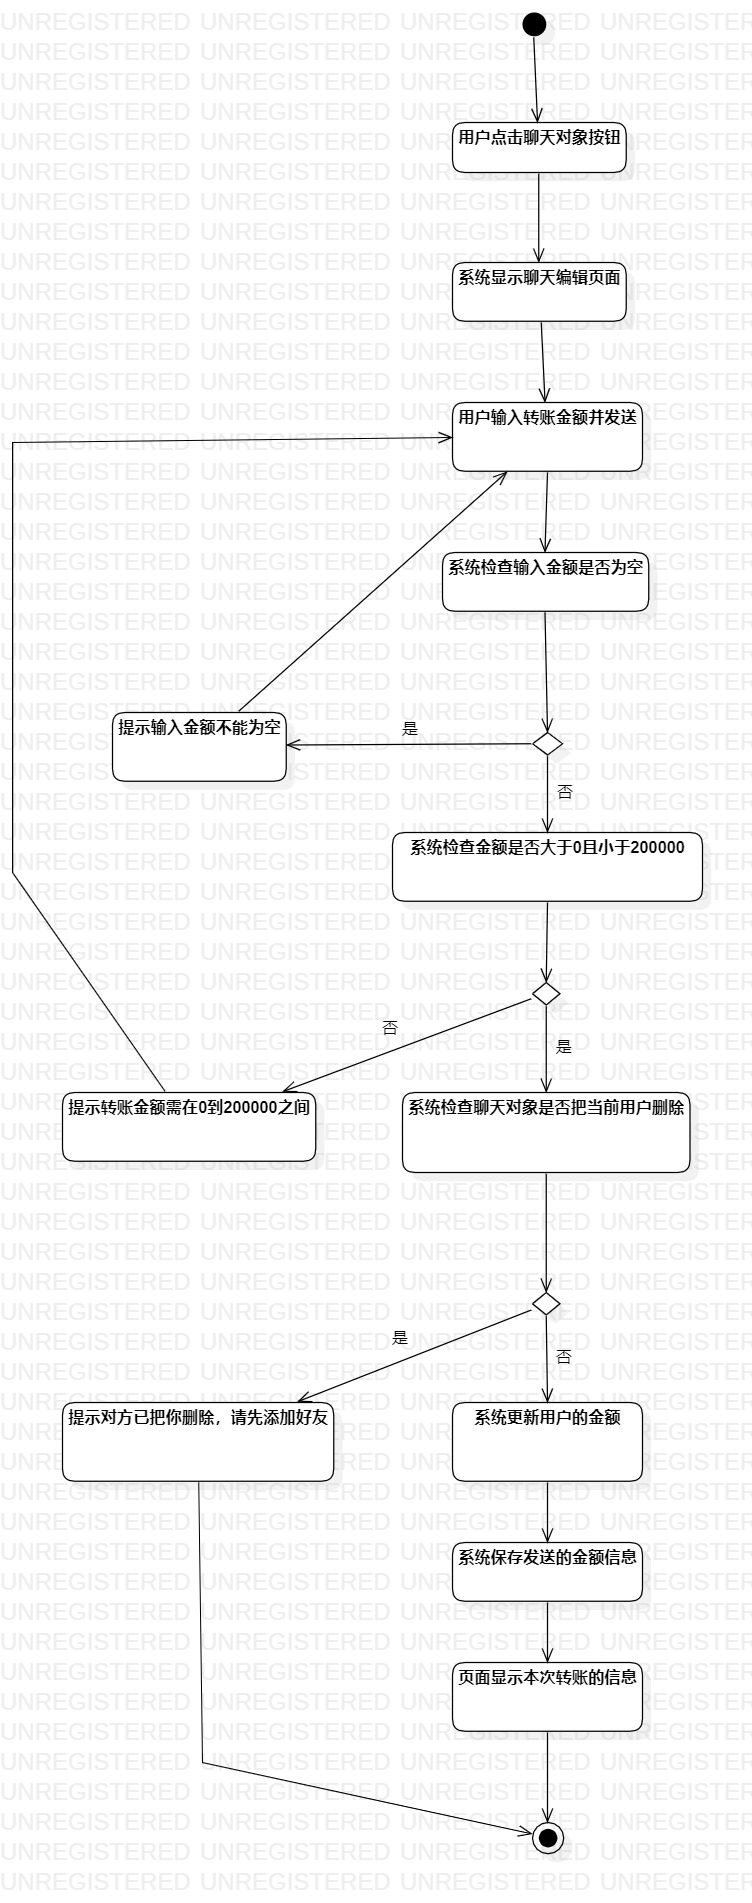 用户点击聊天对象按钮
系统显示聊天编辑页面
用户输入转账金额并发送
系统检查输入金额是否为空
提示输入金额不能为空
是
否
系统检查金额是否大于0且小于200000
否
是
提示转账金额需在0到200000之间
系统检查聊天对象是否把当前用户删除
是
否
提示对方已把你删除，请先添加好友
系统更新用户的金额
系统保存发送的金额信息
页面显示本次转账的信息
UNREGISTERED